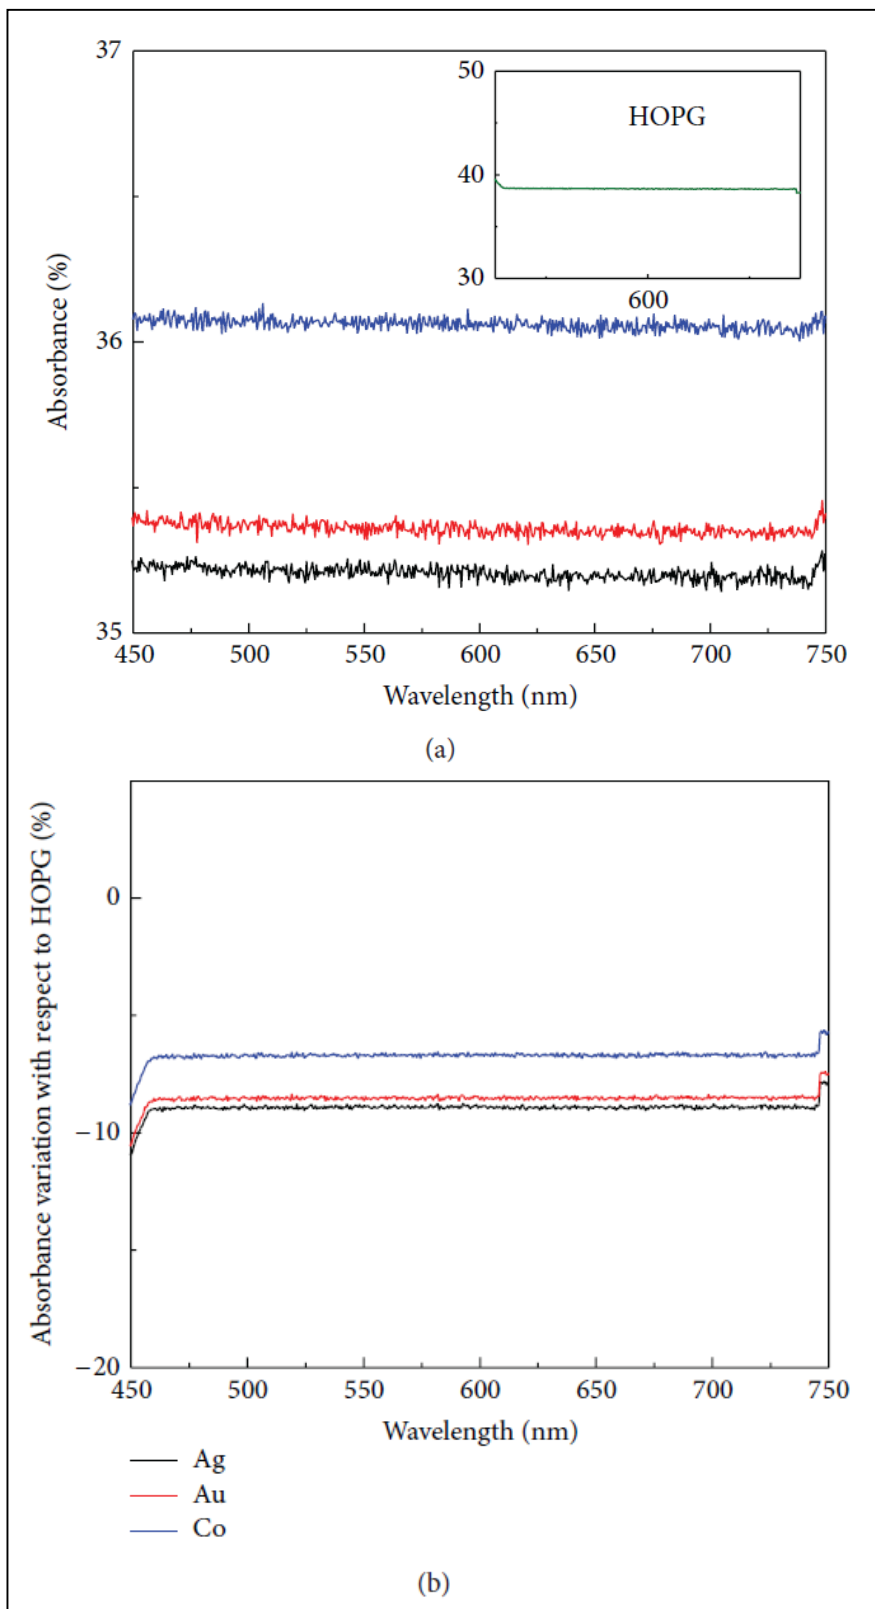 37
50
HOPG
40
30
600
36
35
Absorbance (%)
450 500 550 600 650 700 750
Wavelength (nm)
(a)
0
−10
−20
Absorbance variation with respect to HOPG (%)
450 500 550 600 650 700 750
Wavelength (nm)
Ag
Au
Co
(b)